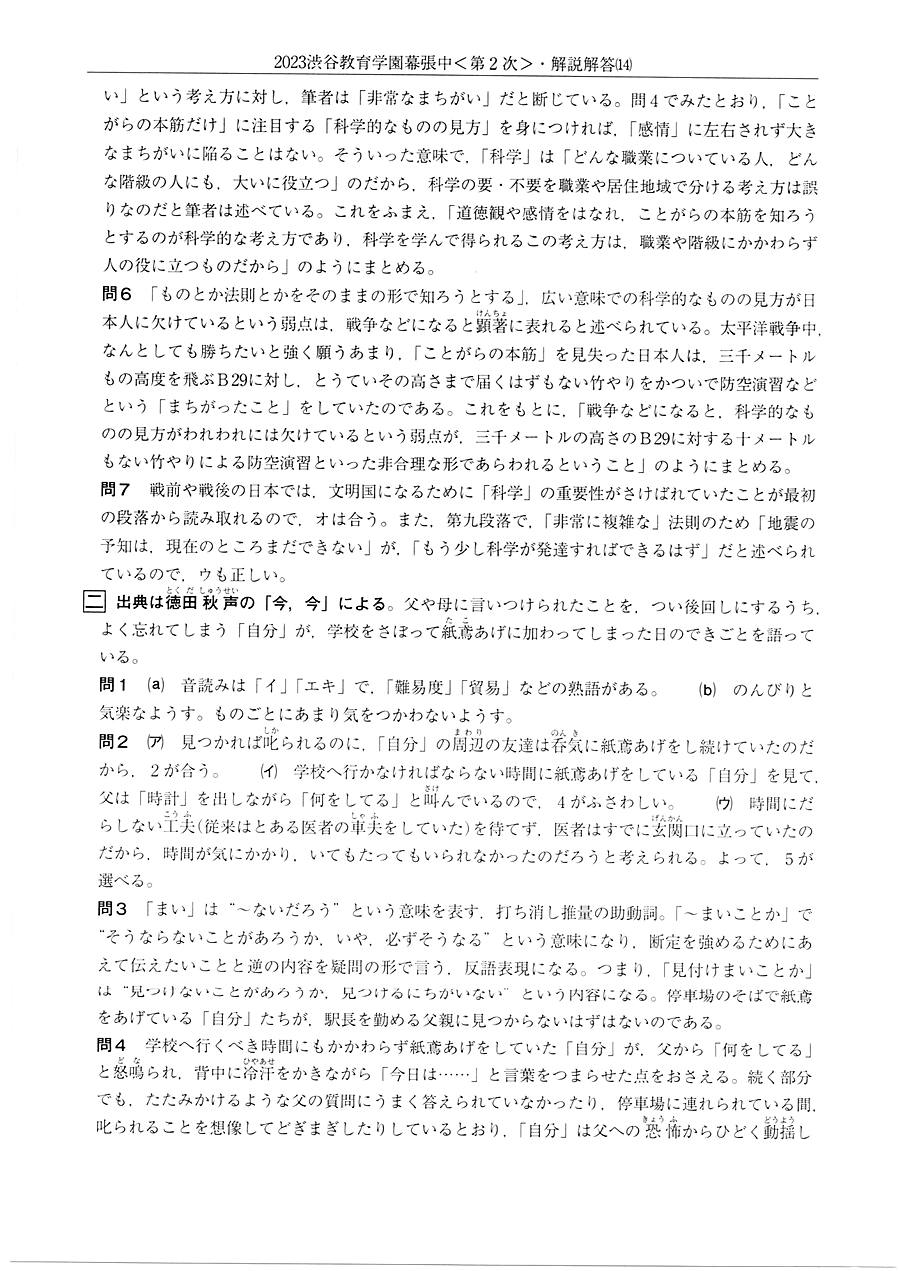 2023渋谷教育学園幕張中<第2次>・解説解答⒁
い」という考え方に対し，筆者は「非常なまちがい」だと断じている。問4でみたとおり，「こと
がらの本筋だけ」に注目する「科学的なものの見方」を身につければ，「感情」に左右されず大き
なまちがいに陥ることはない。そういった意味で，「科学」は「どんな職業についている人，どん
な階級の人にも，大いに役立つ」のだから，科学の要・不要を職業や居住地域で分ける考え方は誤
りなのだと筆者は述べている。これをふまえ，「道徳観や感情をはなれ，ことがらの本筋を知ろう
とするのが科学的な考え方であり，科学を学んで得られるこの考え方は，職業や階級にかかわらず
人の役に立つものだから」のようにまとめる。
問6 「ものとか法則とかをそのままの形で知ろうとする」，広い意味での科学的なものの見方が日
本人に欠けているという弱点は，戦争などになると顕著に表れると述べられている。太平洋戦争中，
なんとしても勝ちたいと強く願うあまり，「ことがらの本筋」を見失った日本人は，三千メートル
もの高度を飛ぶB29に対し，とうていその高さまで届くはずもない竹やりをかついで防空演習など
という「まちがったこと」をしていたのである。これをもとに，「戦争などになると，科学的なも
のの見方がわれわれには欠けているという弱点が，三千メートルの高さのB29に対する十メートル
もない竹やりによる防空演習といった非合理な形であらわれるということ」のようにまとめる。
問7 戦前や戦後の日本では，文明国になるために「科学」の重要性がさけばれていたことが最初
の段落から読み取れるので，オは合う。また，第九段落で，「非常に複雑な」法則のため「地震の
予知は，現在のところまだできない」が，「もう少し科学が発達すればできるはず」だと述べられ
ているので，ウも正しい。
二 出典は徳田秋声の「今，今」による。父や母に言いつけられたことを，つい後回しにするうち，
よく忘れてしまう「自分」が，学校をさぼって紙鳶あげに加わってしまった日のできごとを語って
いる。
問1 (a) 音読みは「イ」「エキ」で，「難易度」「貿易」などの熟語がある。 (b) のんびりと
気楽なようす。ものごとにあまり気をつかわないようす。
問2 (ア) 見つかれば叱られるのに，「自分」の周辺の友達は呑気に紙鳶あげをし続けていたのだ
から，2が合う。 (イ) 学校へ行かなければならない時間に紙鳶あげをしている「自分」を見て，
父は「時計」を出しながら「何をしてる」と叫んでいるので，4がふさわしい。 (ウ) 時間にだ
らしない工夫(従来はとある医者の車夫をしていた)を待てず，医者はすでに玄関口に立っていたの
だから，時間が気にかかり，いてもたってもいられなかったのだろうと考えられる。よって，5が
選べる。
問3 「まい」は“～ないだろう”という意味を表す，打ち消し推量の助動詞。「～まいことか」で
“そうならないことがあろうか，いや，必ずそうなる”という意味になり，断定を強めるためにあ
えて伝えたいことと逆の内容を疑問の形で言う，反語表現になる。つまり，「見付けまいことか」
は“見つけないことがあろうか，見つけるにちがいない”という内容になる。停車場のそばで紙鳶
をあげている「自分」たちが，駅長を勤める父親に見つからないはずはないのである。
問4 学校へ行くべき時間にもかかわらず紙鳶あげをしていた「自分」が，父から「何をしてる」
と怒鳴られ，背中に冷汗をかきながら「今日は……」と言葉をつまらせた点をおさえる。続く部分
でも，たたみかけるような父の質問にうまく答えられていなかったり，停車場に連れられている間，
叱られることを想像してどぎまぎしたりしているとおり，「自分」は父への恐怖からひどく動揺し